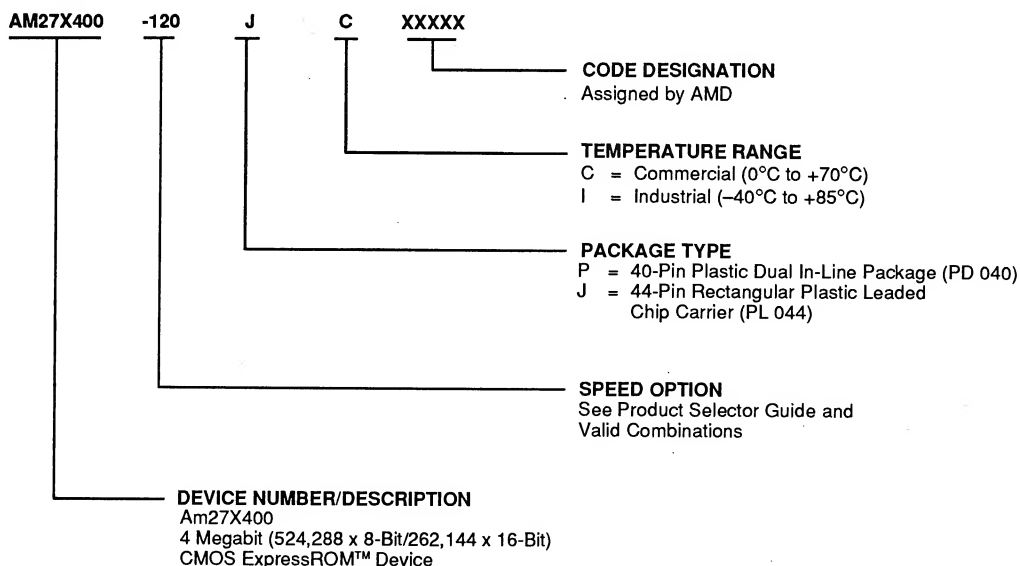 AM27X400 -120 J C XXXXX
CODE DESIGNATION
Assigned by AMD
TEMPERATURE RANGE
C = Commercial (0°C to +70°C)
I = Industrial (–40°C to +85°C)
PACKAGE TYPE
P = 40-Pin Plastic Dual In-Line Package (PD 040)
J = 44-Pin Rectangular Plastic Leaded
Chip Carrier (PL 044)
SPEED OPTION
See Product Selector Guide and
Valid Combinations
DEVICE NUMBER/DESCRIPTION
Am27X400
4 Megabit (524,288 x 8-Bit/262,144 x 16-Bit)
CMOS ExpressROM™ Device